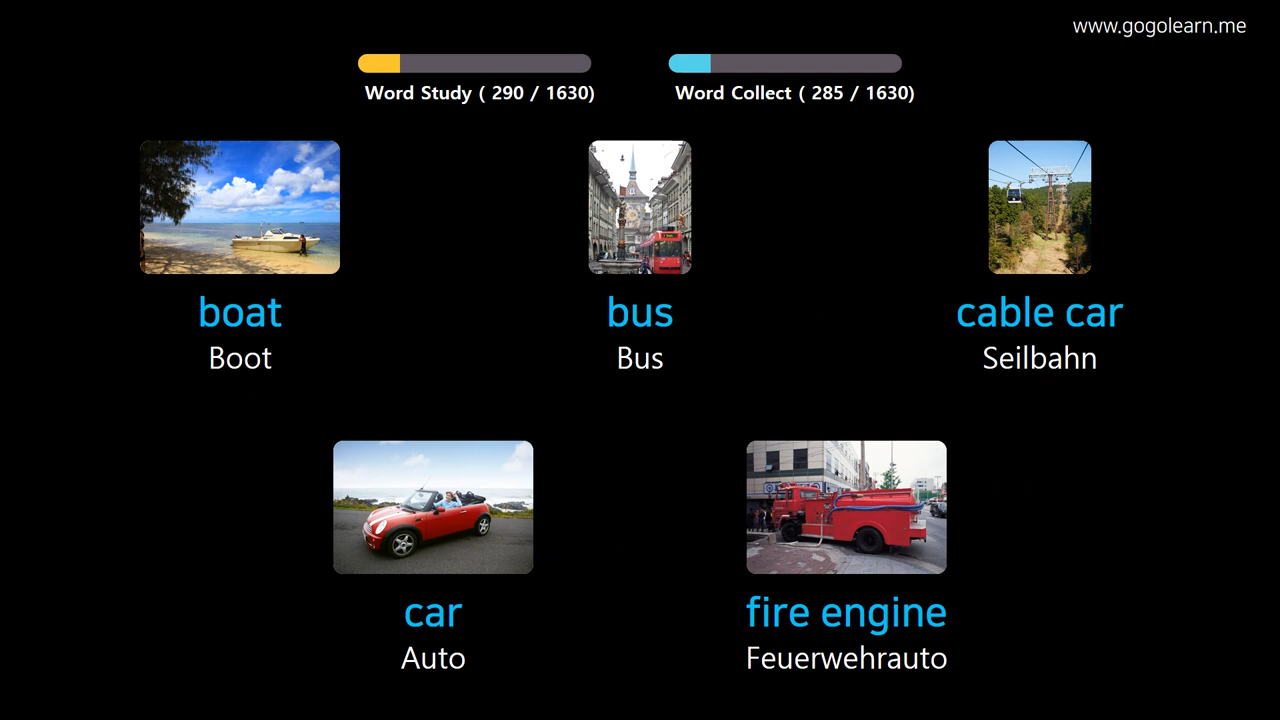 www.gogolearn.me
Word Study ( 290 / 1630)
Word Collect ( 285 / 1630)
boat
Boot
bus
Bus
cable car
Seilbahn
car
Auto
fire engine
Feuerwehrauto